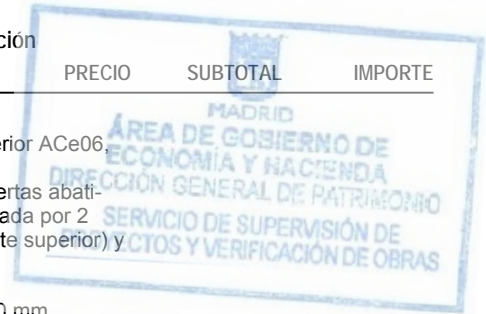 ción
PRECIO SUBTOTAL IMPORTE
MADRID
erior ACe06,
ÁREA DE GOBIERNO DE
ECONOMÍA Y HACIENDA
ertas abati-
DIRECCIÓN GENERAL DE PATRIMONIO
ada por 2
SERVICIO DE SUPERVISIÓN DE
te superior) y
PROYECTOS Y VERIFICACIÓN DE OBRAS
0 mm